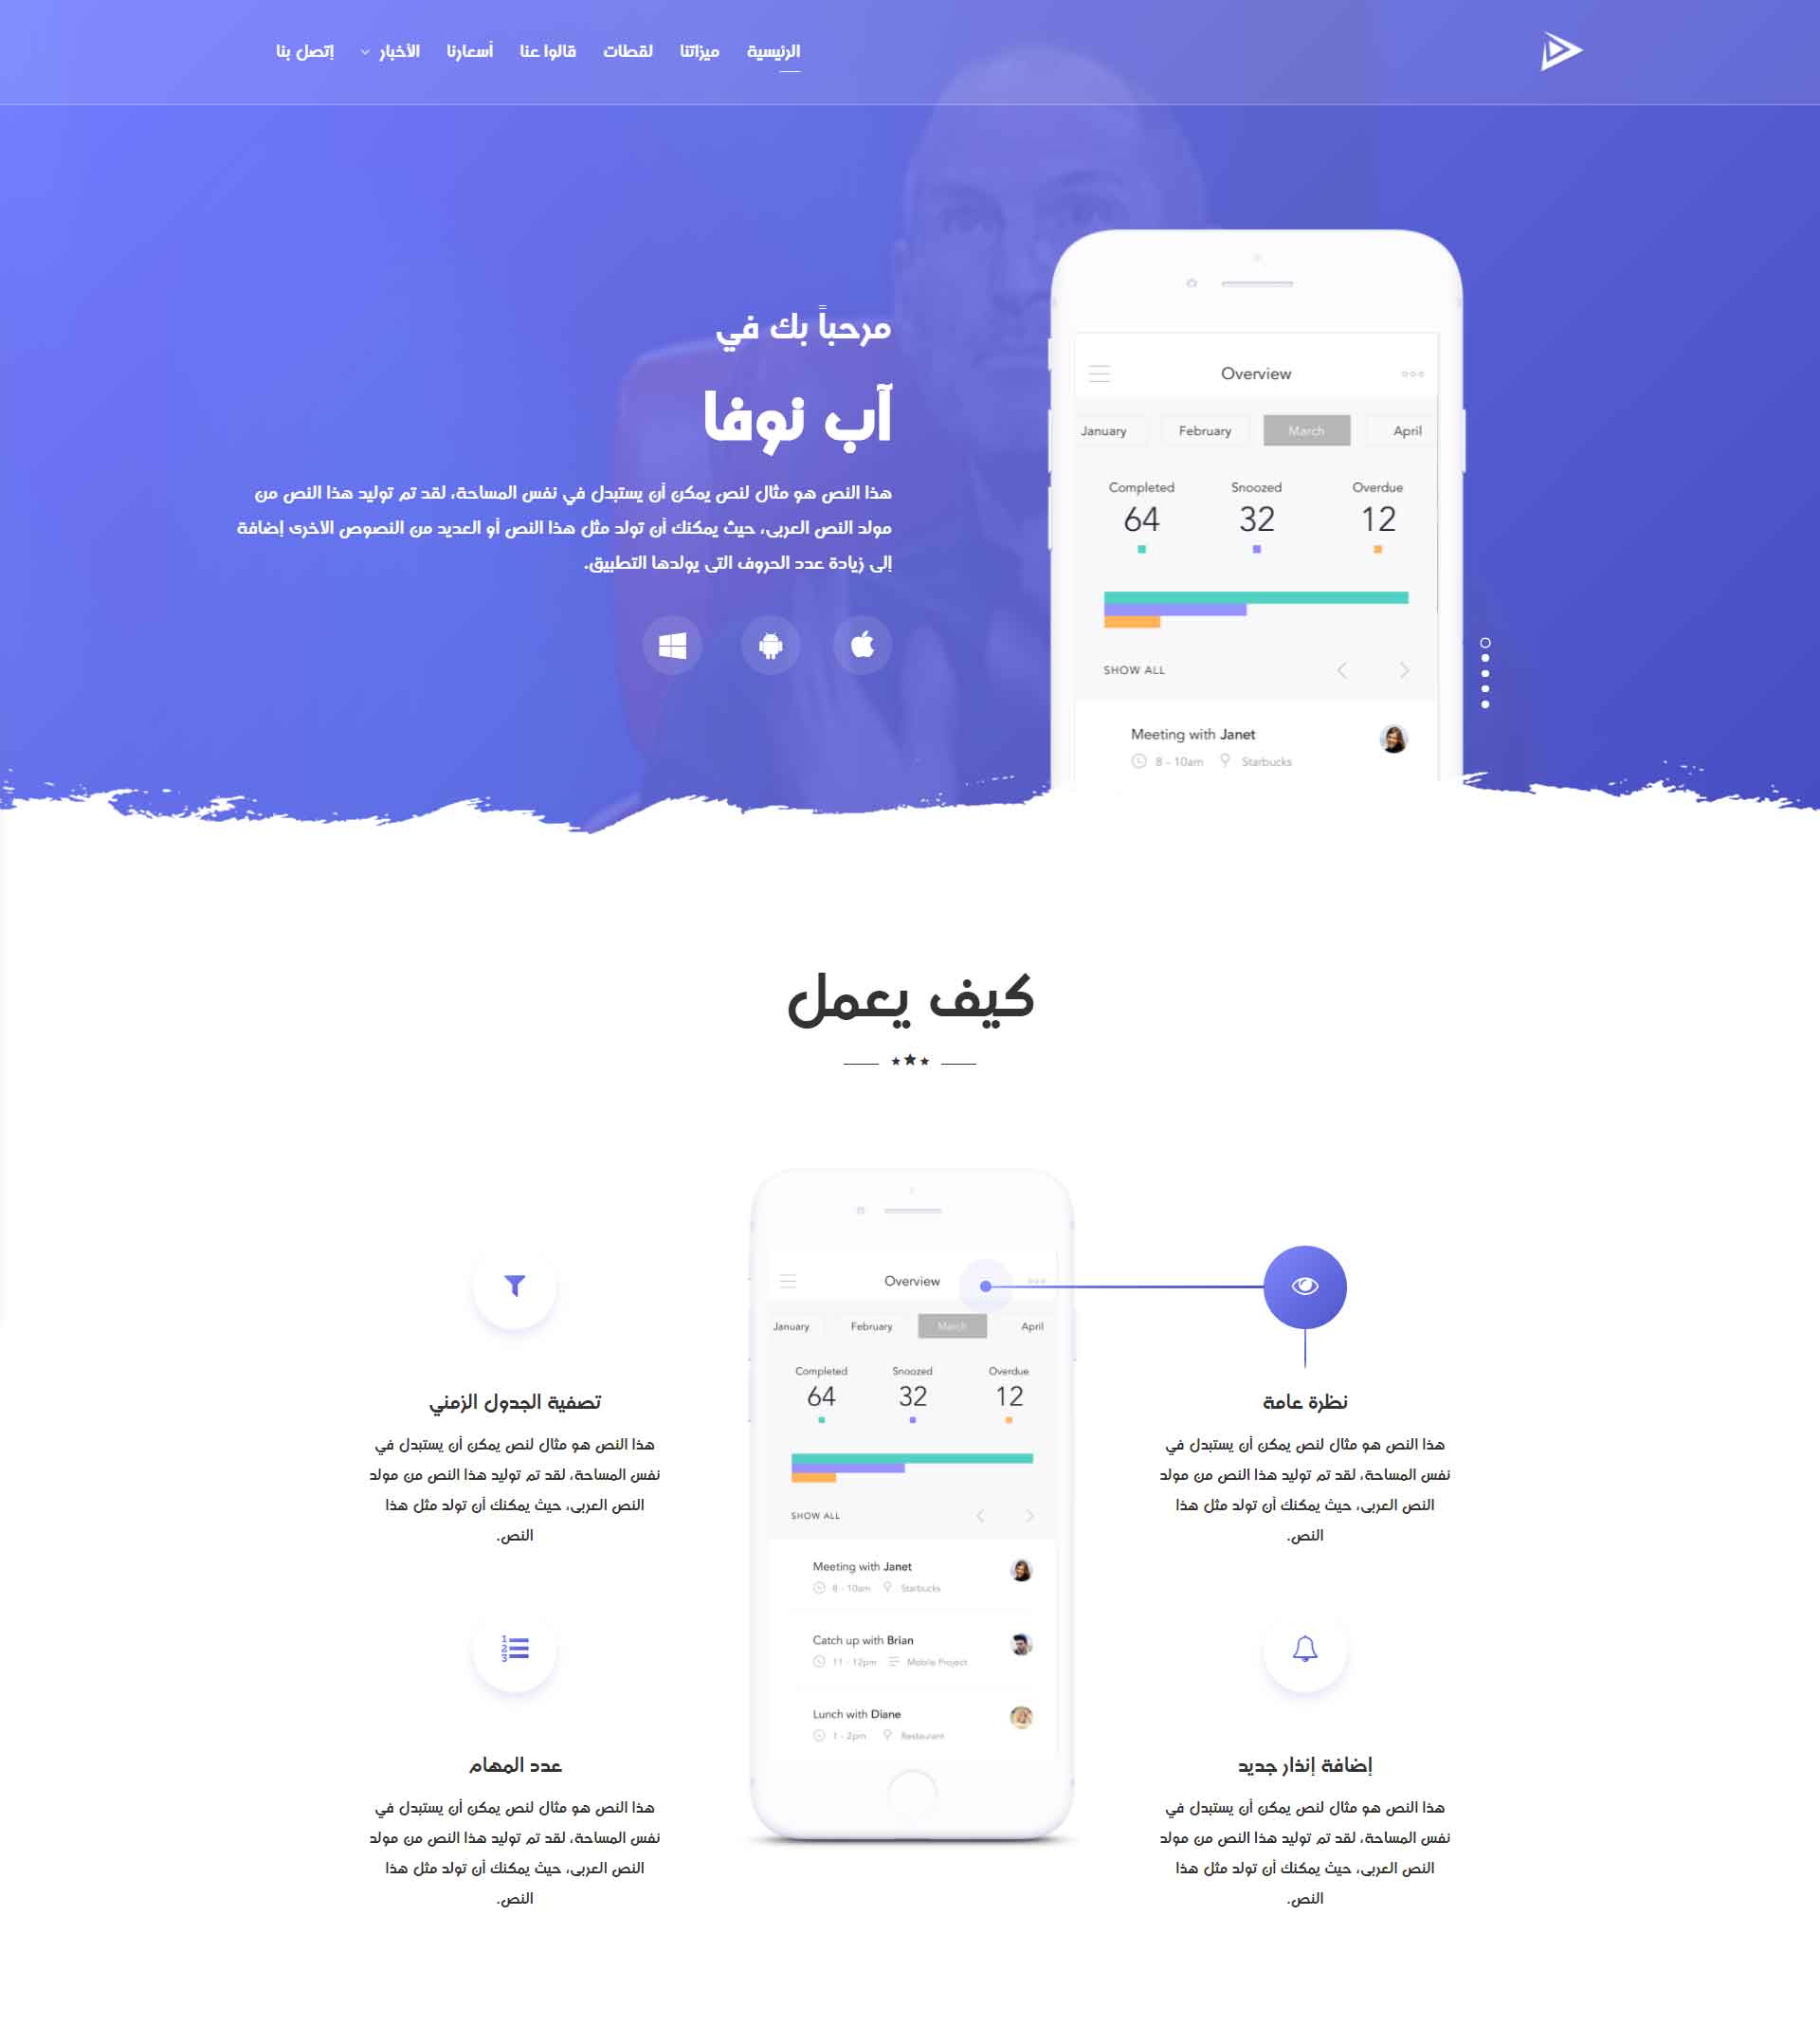 الرئيسية ميزاتنا لقطات قالوا عنا أسعارنا الأخبار إتصل بنا
مرحباً بك في
آب نوفا
هذا النص هو مثال لنص يمكن أن يستبدل في نفس المساحة، لقد تم توليد هذا النص من
مولد النص العربى، حيث يمكنك أن تولد مثل هذا النص أو العديد من النصوص الأخرى إضافة
إلى زيادة عدد الحروف التى يولدها التطبيق.
Overview
January February March April
Completed Snoozed Overdue
64 32 12
SHOW ALL
Meeting with Janet
8 - 10am Starbucks
كيف يعمل
نظرة عامة
هذا النص هو مثال لنص يمكن أن يستبدل في
نفس المساحة، لقد تم توليد هذا النص من مولد
النص العربى، حيث يمكنك أن تولد مثل هذا
النص.
إضافة إنذار جديد
هذا النص هو مثال لنص يمكن أن يستبدل في
نفس المساحة، لقد تم توليد هذا النص من مولد
النص العربى، حيث يمكنك أن تولد مثل هذا
النص.
Overview
January February March April
Completed Snoozed Overdue
64 32 12
SHOW ALL
Meeting with Janet
8 - 10am Starbucks
Catch up with Brian
11 - 12pm Mobile Project
Lunch with Diane
1 - 2pm Restaurant
تصفية الجدول الزمني
هذا النص هو مثال لنص يمكن أن يستبدل في
نفس المساحة، لقد تم توليد هذا النص من مولد
النص العربى، حيث يمكنك أن تولد مثل هذا
النص.
1
2
3
عدد المهام
هذا النص هو مثال لنص يمكن أن يستبدل في
نفس المساحة، لقد تم توليد هذا النص من مولد
النص العربى، حيث يمكنك أن تولد مثل هذا
النص.